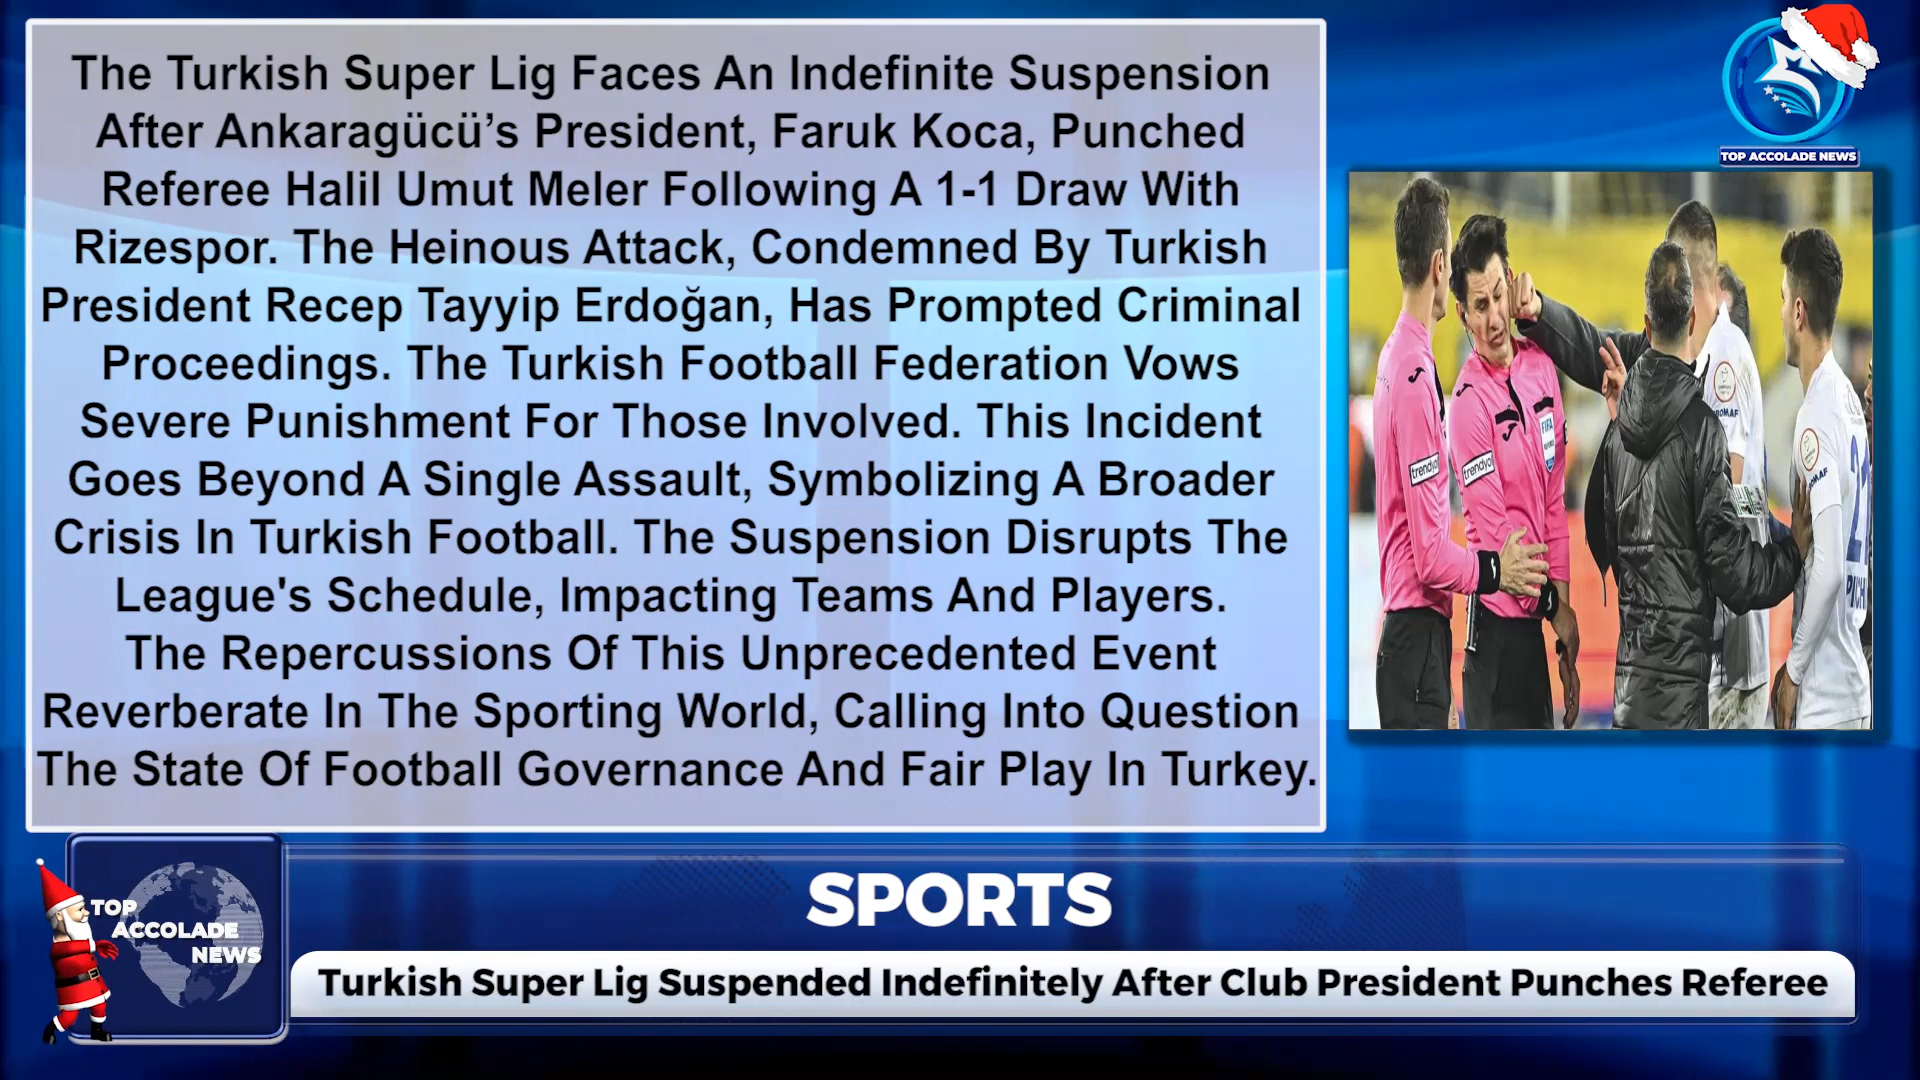 The Turkish Super Lig Faces An Indefinite Suspension
After Ankaragücü’s President, Faruk Koca, Punched
Referee Halil Umut Meler Following A 1-1 Draw With
Rizespor. The Heinous Attack, Condemned By Turkish
President Recep Tayyip Erdoğan, Has Prompted Criminal
Proceedings. The Turkish Football Federation Vows
Severe Punishment For Those Involved. This Incident
Goes Beyond A Single Assault, Symbolizing A Broader
Crisis In Turkish Football. The Suspension Disrupts The
League's Schedule, Impacting Teams And Players.
The Repercussions Of This Unprecedented Event
Reverberate In The Sporting World, Calling Into Question
The State Of Football Governance And Fair Play In Turkey.
TOP ACCOLADE NEWS
trendyol
trendyol
FIFA
TOP
ACCOLADE
NEWS
SPORTS
Turkish Super Lig Suspended Indefinitely After Club President Punches Referee